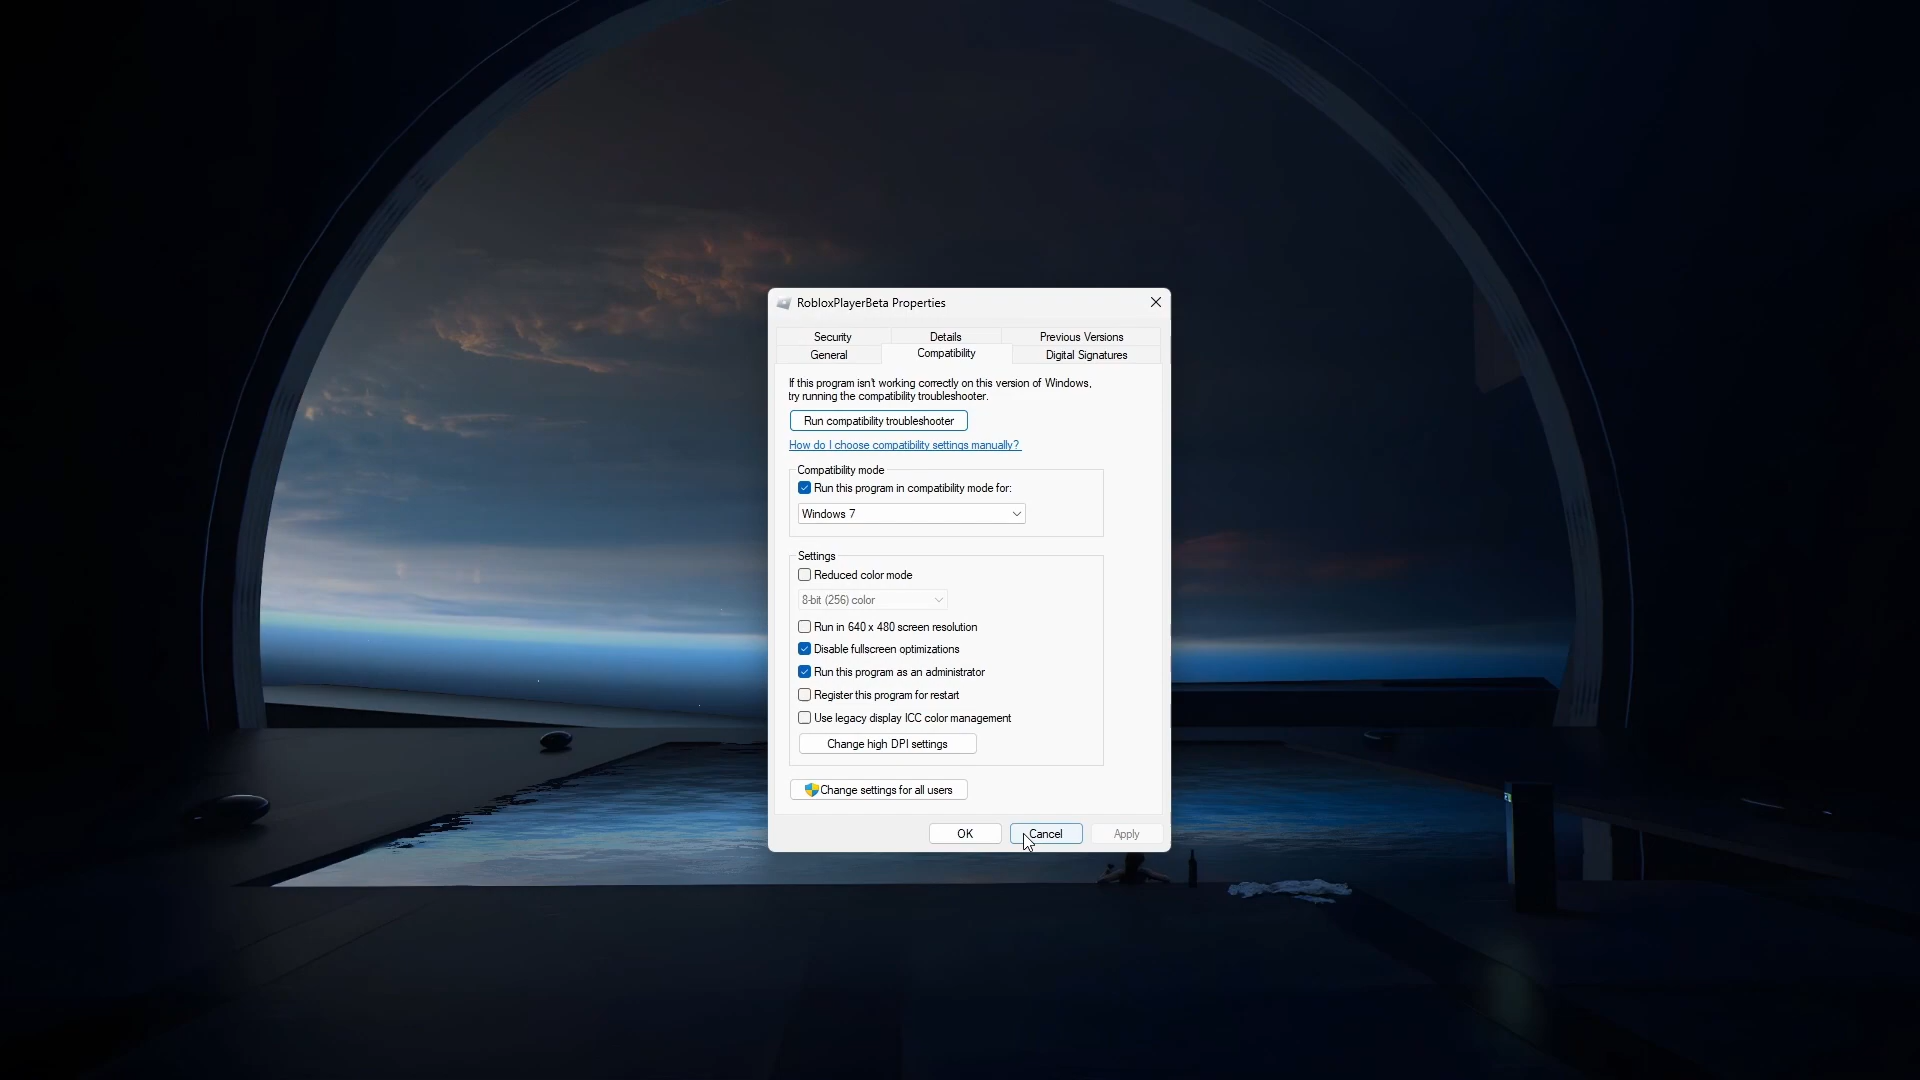 RobloxPlayerBeta Properties
Security Details Previous Versions
General Compatibility Digital Signatures
If this program isn't working correctly on this version of Windows,
try running the compatibility troubleshooter.
Run compatibility troubleshooter
How do I choose compatibility settings manually?
Compatibility mode
Run this program in compatibility mode for:
Windows 7
Settings
Reduced color mode
8-bit (256) color
Run in 640 x 480 screen resolution
Disable fullscreen optimizations
Run this program as an administrator
Register this program for restart
Use legacy display ICC color management
Change high DPI settings
Change settings for all users
OK Cancel Apply